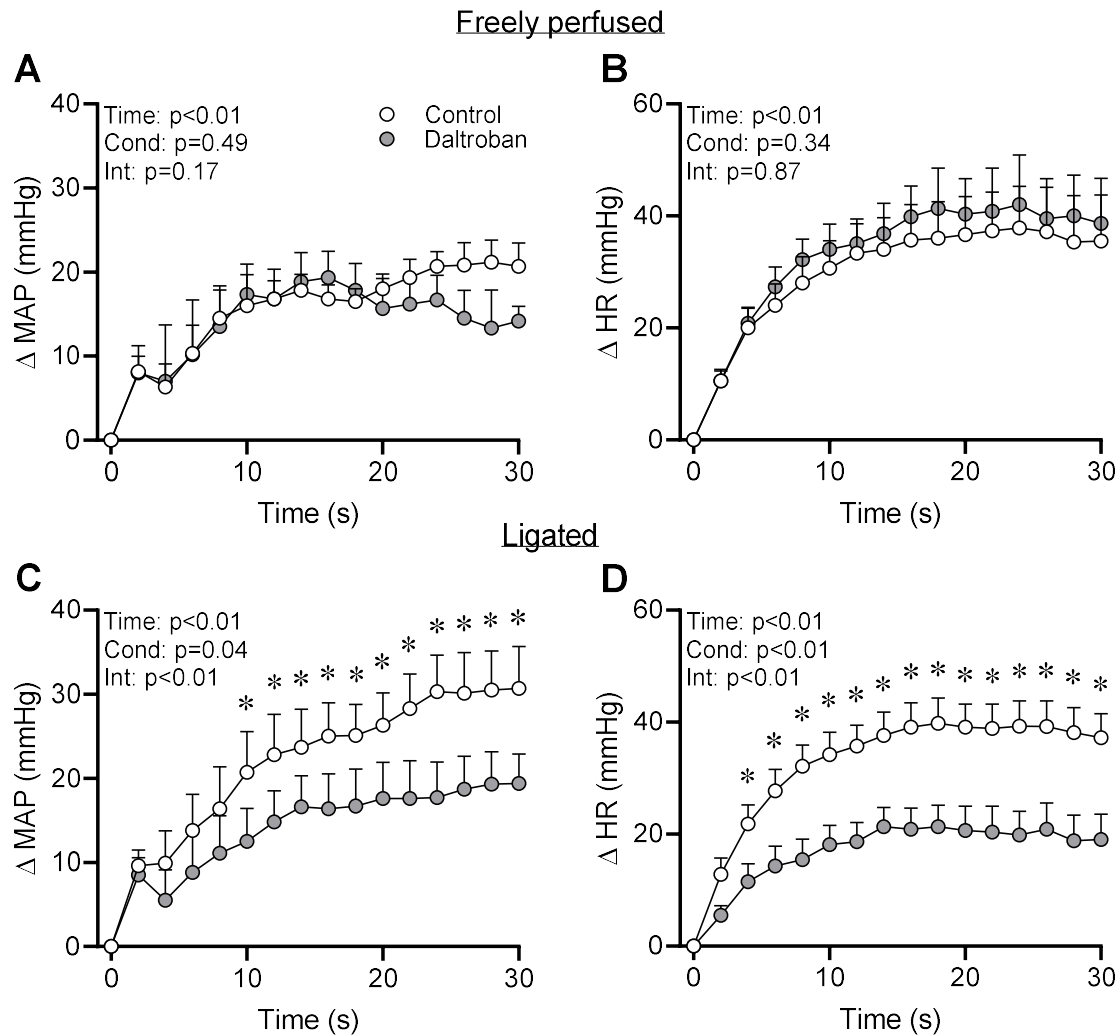 Freely perfused
A
B
40
30
20
10
0
Δ MAP (mmHg)
Time: p<0.01
Cond: p=0.49
Int: p=0.17
Control
Daltroban
0 10 20 30
Time (s)
60
40
20
0
Δ HR (mmHg)
Time: p<0.01
Cond: p=0.34
Int: p=0.87
0 10 20 30
Time (s)
Ligated
C
D
40
30
20
10
0
Δ MAP (mmHg)
Time: p<0.01
Cond: p=0.04
Int: p<0.01
* * * * * * * * * * *
0 10 20 30
Time (s)
60
40
20
0
Δ HR (mmHg)
Time: p<0.01
Cond: p<0.01
Int: p<0.01
* * * * * * * * * * * * * *
0 10 20 30
Time (s)